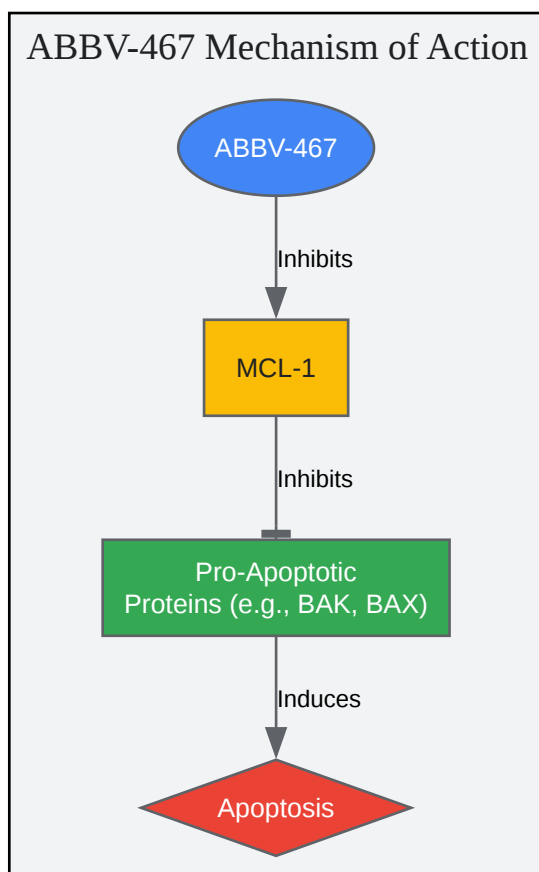 ABBV-467 Mechanism of Action
ABBV-467
Inhibits
MCL-1
Inhibits
Pro-Apoptotic
Proteins (e.g., BAK, BAX)
Induces
Apoptosis